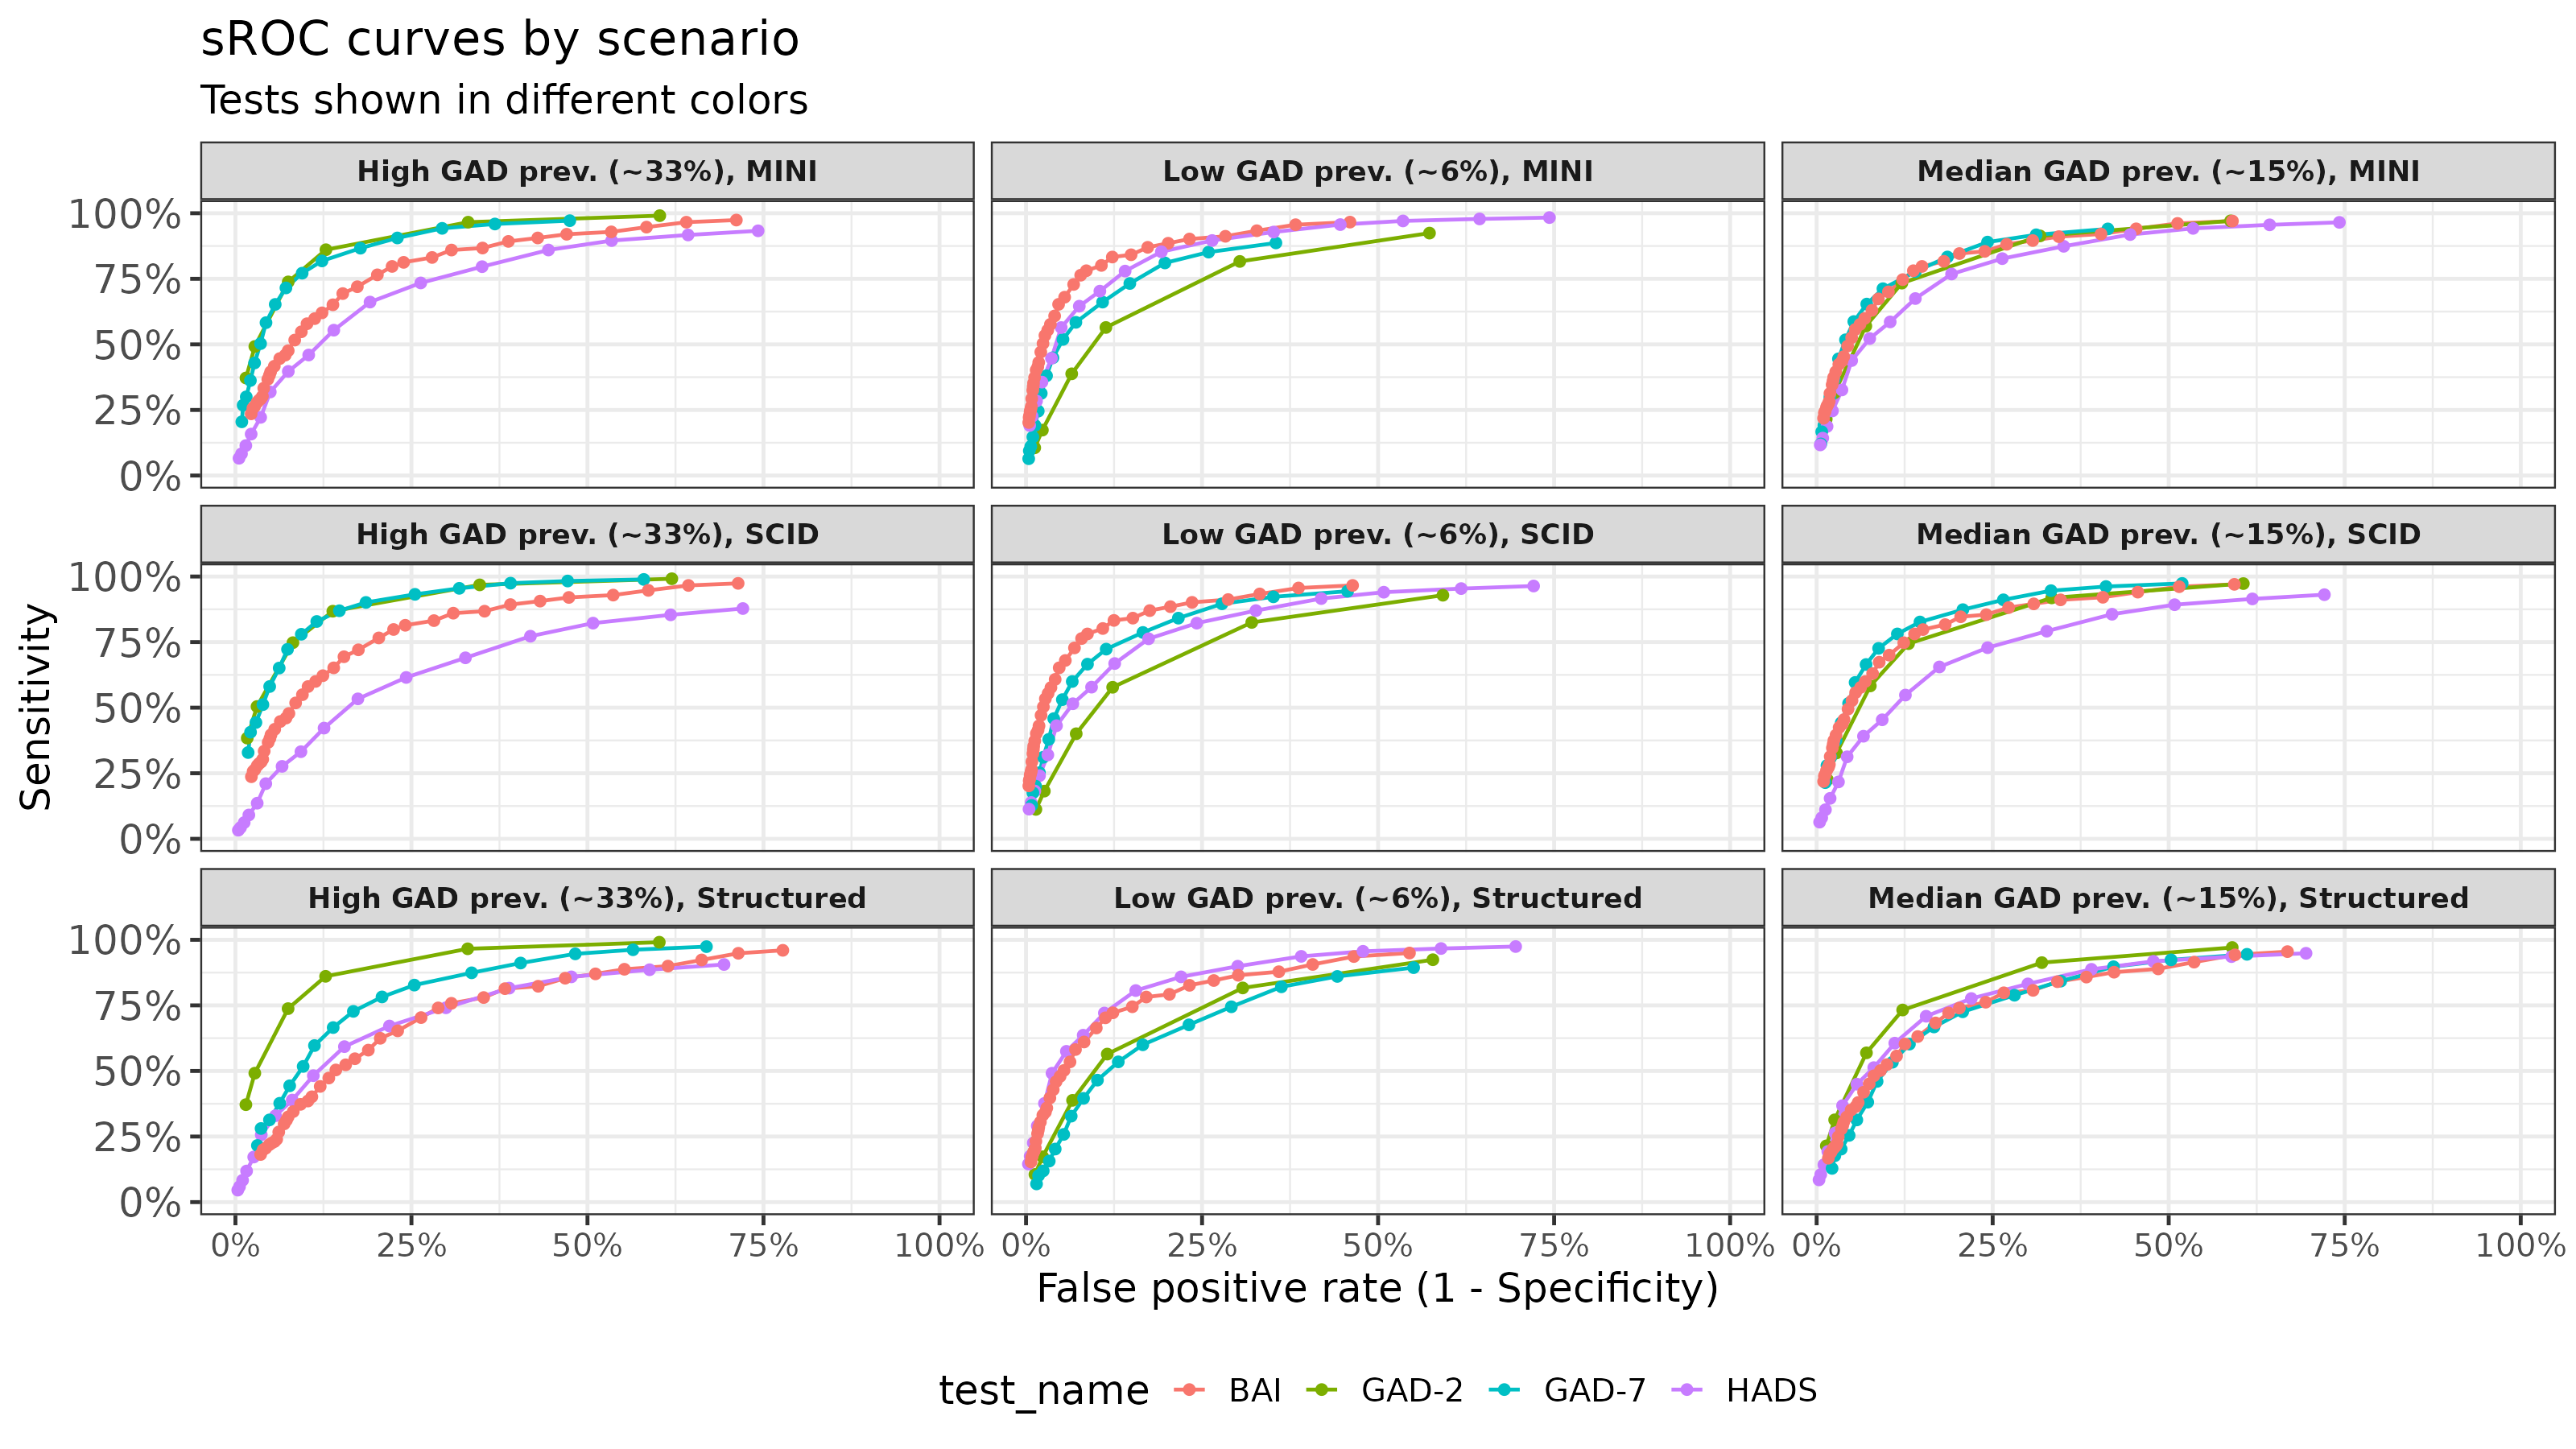 sROC curves by scenario
Tests shown in different colors
High GAD prev. (~33%), MINI
Low GAD prev. (~6%), MINI
Median GAD prev. (~15%), MINI
100%
75%
50%
25%
0%
High GAD prev. (~33%), SCID
Low GAD prev. (~6%), SCID
Median GAD prev. (~15%), SCID
100%
75%
50%
25%
0%
Sensitivity
High GAD prev. (~33%), Structured
Low GAD prev. (~6%), Structured
Median GAD prev. (~15%), Structured
100%
75%
50%
25%
0%
0% 25% 50% 75% 100% 0% 25% 50% 75% 100% 0% 25% 50% 75% 100%
False positive rate (1 - Specificity)
test_name BAI GAD-2 GAD-7 HADS